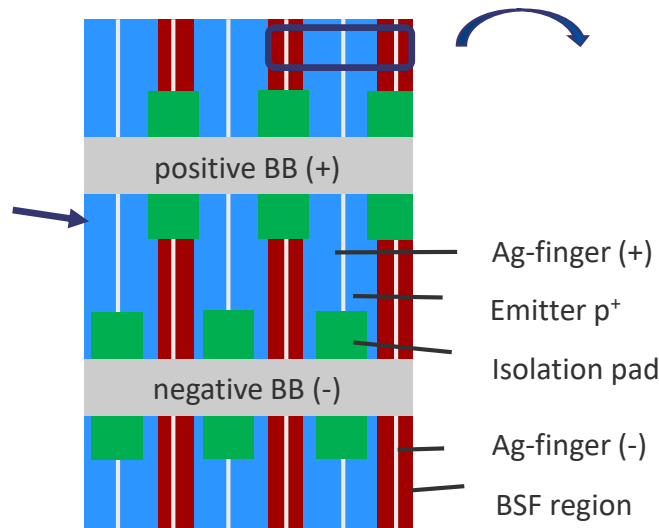 positive BB (+)
Ag-finger (+)
Emitter p⁺
Isolation pad
negative BB (-)
Ag-finger (-)
BSF region